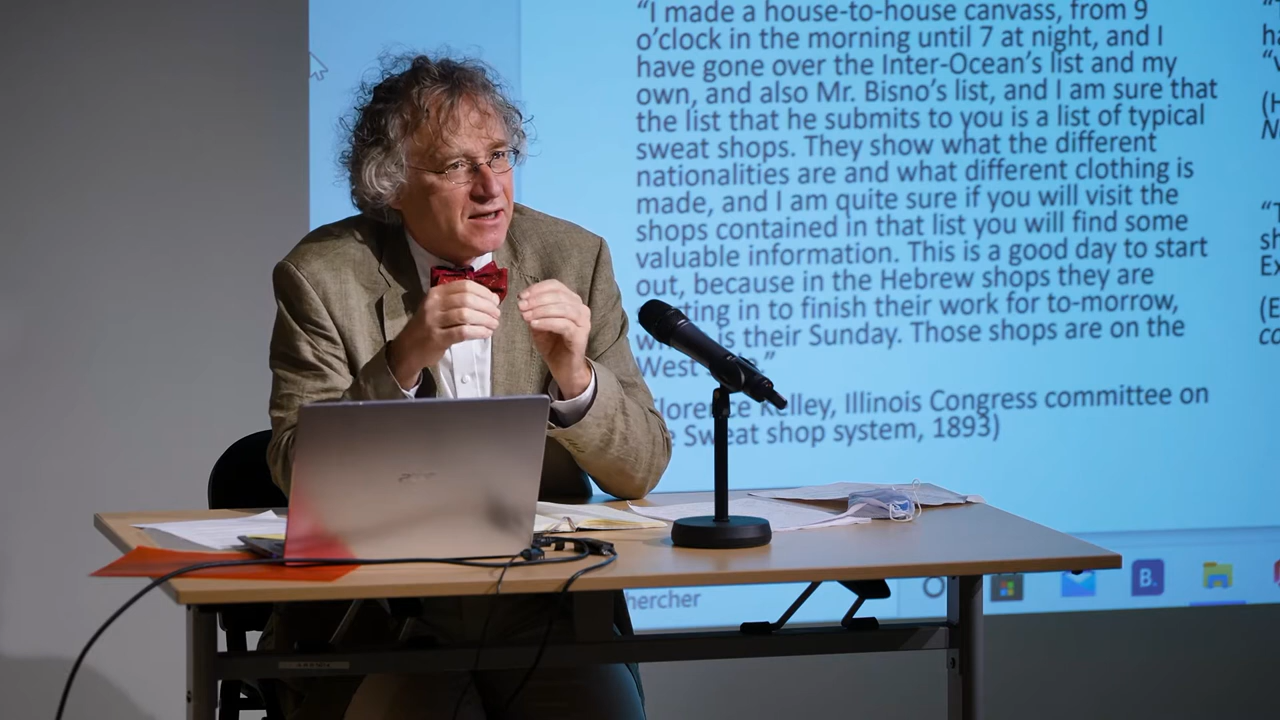 “I made a house-to-house canvass, from 9
o’clock in the morning until 7 at night, and I
have gone over the Inter-Ocean’s list and my
own, and also Mr. Bisno’s list, and I am sure that
the list that he submits to you is a list of typical
sweat shops. They show what the different
nationalities are and what different clothing is
made, and I am quite sure if you will visit the
shops contained in that list you will find some
valuable information. This is a good day to start
out, because in the Hebrew shops they are
in to finish their work for to-morrow,
is their Sunday. Those shops are on the
West
Kelley, Illinois Congress committee on
Sweat shop system, 1893)
hercher
B.